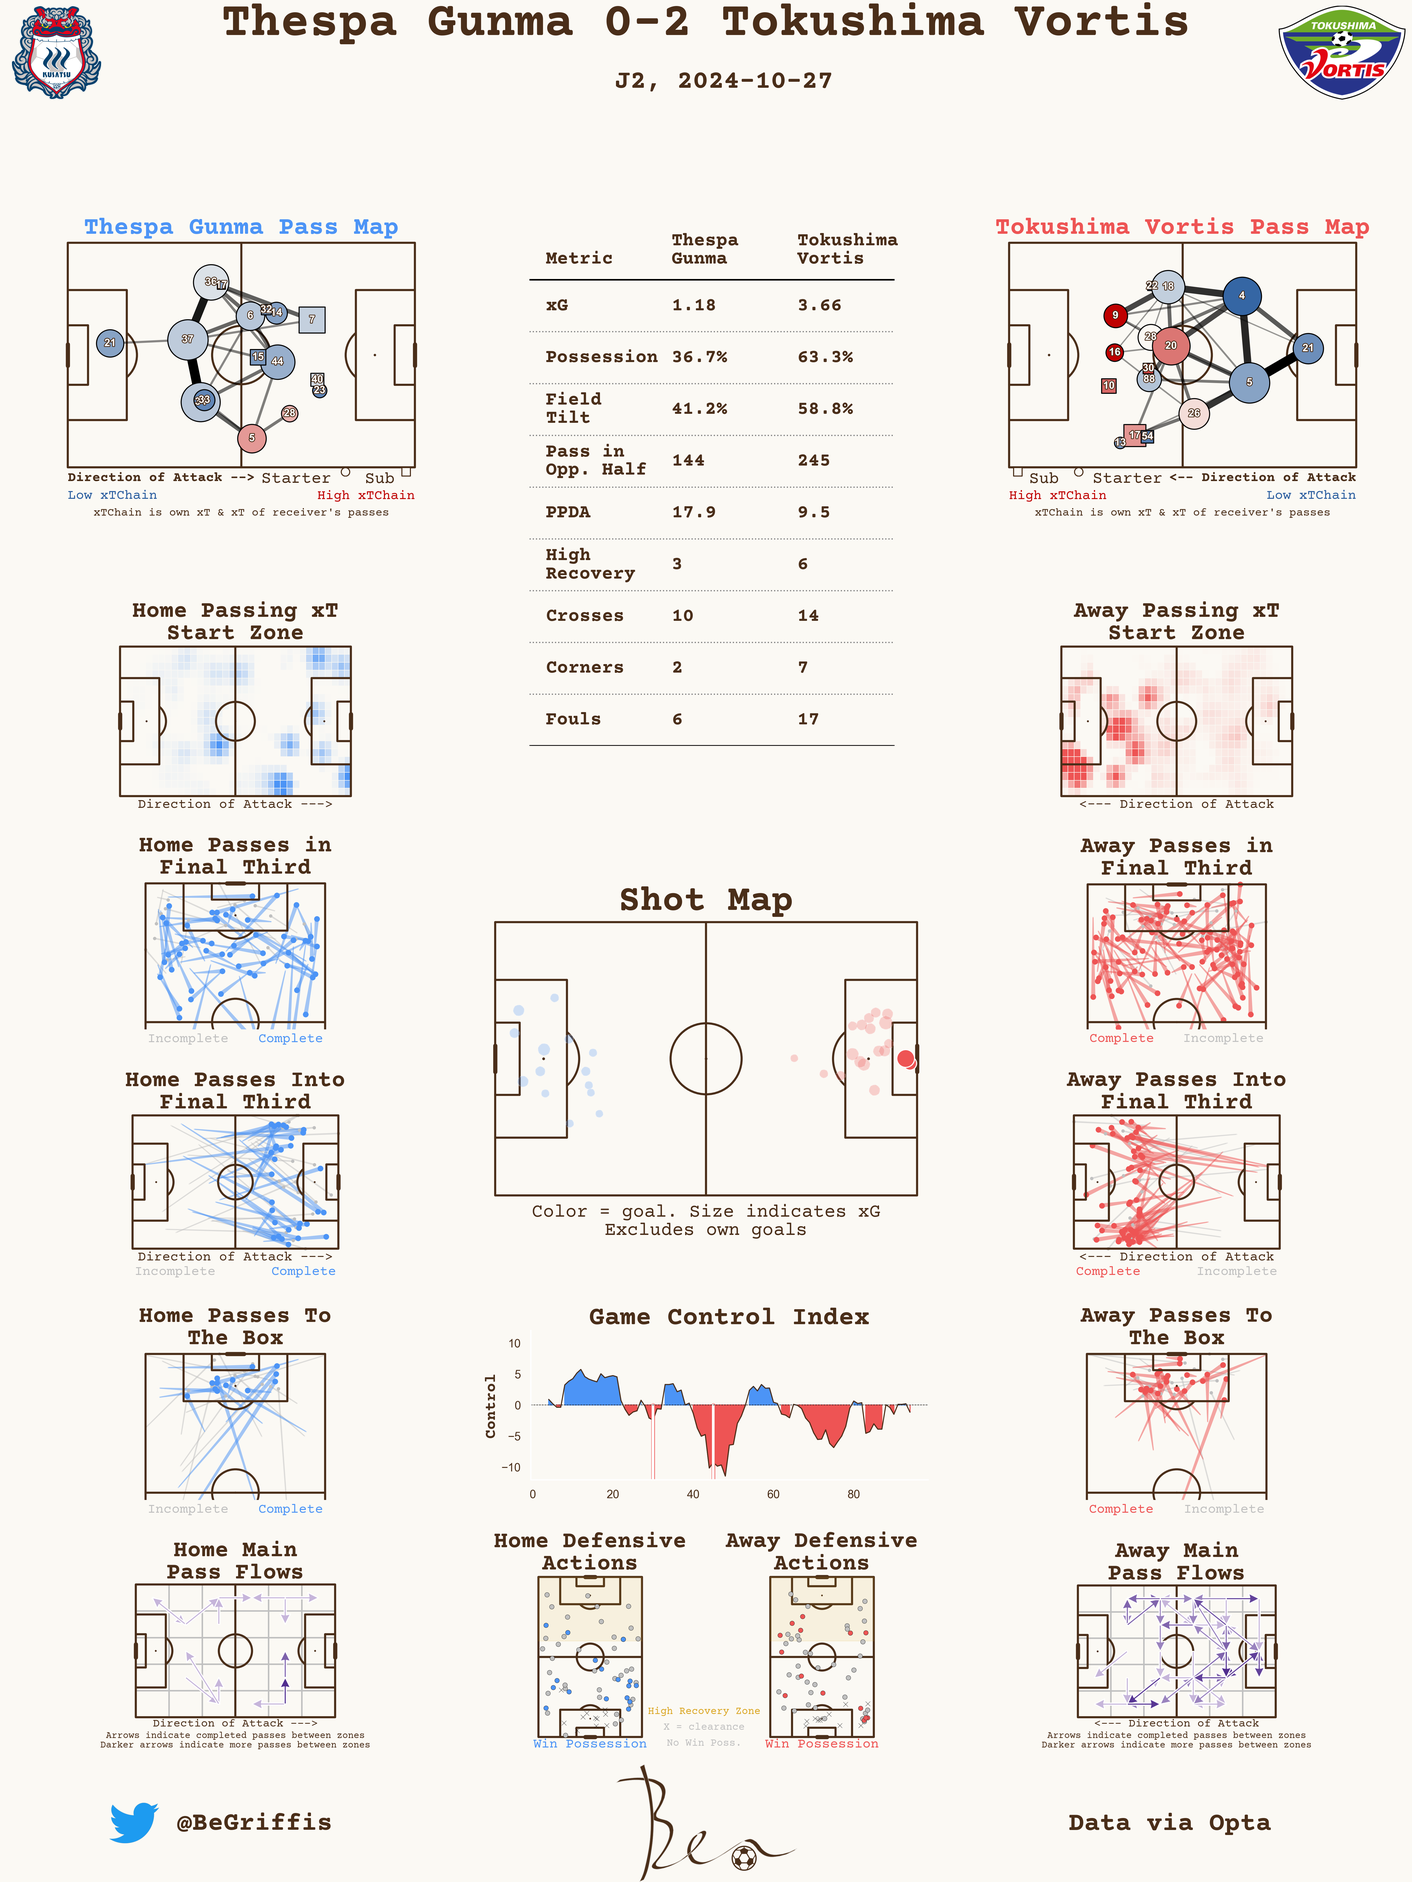 Thespa Gunma 0-2 Tokushima Vortis
J2, 2024-10-27
KUSATSU
TOKUSHIMA
VORTIS
Thespa Gunma Pass Map
36
17
6
32
14
7
37
21
15
44
40
23
33
28
5
Direction of Attack --> Starter Sub
Low xTChain High xTChain
xTChain is own xT & xT of receiver's passes
Metric Thespa Gunma Tokushima Vortis
xG 1.18 3.66
Possession 36.7% 63.3%
Field Tilt 41.2% 58.8%
Pass in Opp. Half 144 245
PPDA 17.9 9.5
High Recovery 3 6
Crosses 10 14
Corners 2 7
Fouls 6 17
Tokushima Vortis Pass Map
22
18
4
9
28
20
21
16
30
88
10
5
26
17
54
13
Sub Starter <-- Direction of Attack
High xTChain Low xTChain
xTChain is own xT & xT of receiver's passes
Home Passing xT
Start Zone
Direction of Attack --->
Away Passing xT
Start Zone
<--- Direction of Attack
Home Passes in
Final Third
Incomplete Complete
Away Passes in
Final Third
Complete Incomplete
Shot Map
Color = goal. Size indicates xG
Excludes own goals
Home Passes Into
Final Third
Direction of Attack --->
Incomplete Complete
Away Passes Into
Final Third
<--- Direction of Attack
Complete Incomplete
Home Passes To
The Box
Incomplete Complete
Game Control Index
Control
10
5
0
−5
−10
0 20 40 60 80
Away Passes To
The Box
Complete Incomplete
Home Main
Pass Flows
Direction of Attack --->
Arrows indicate completed passes between zones
Darker arrows indicate more passes between zones
Home Defensive
Actions
Win Possession
High Recovery Zone
X = clearance
No Win Poss.
Away Defensive
Actions
Win Possession
Away Main
Pass Flows
<--- Direction of Attack
Arrows indicate completed passes between zones
Darker arrows indicate more passes between zones
@BeGriffis
Ben
Data via Opta